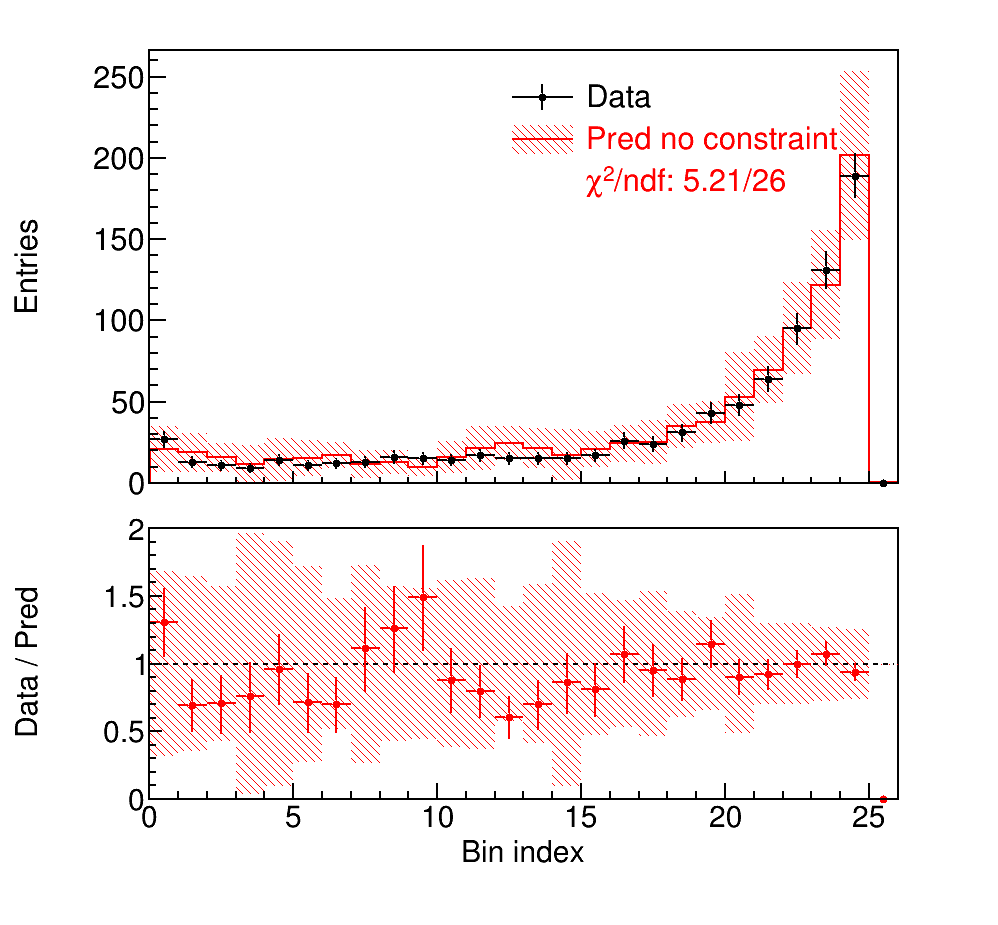 250
200
150
100
50
0
Entries
Data
Pred no constraint
χ²/ndf: 5.21/26
2
1.5
1
0.5
0
Data / Pred
0 5 10 15 20 25
Bin index